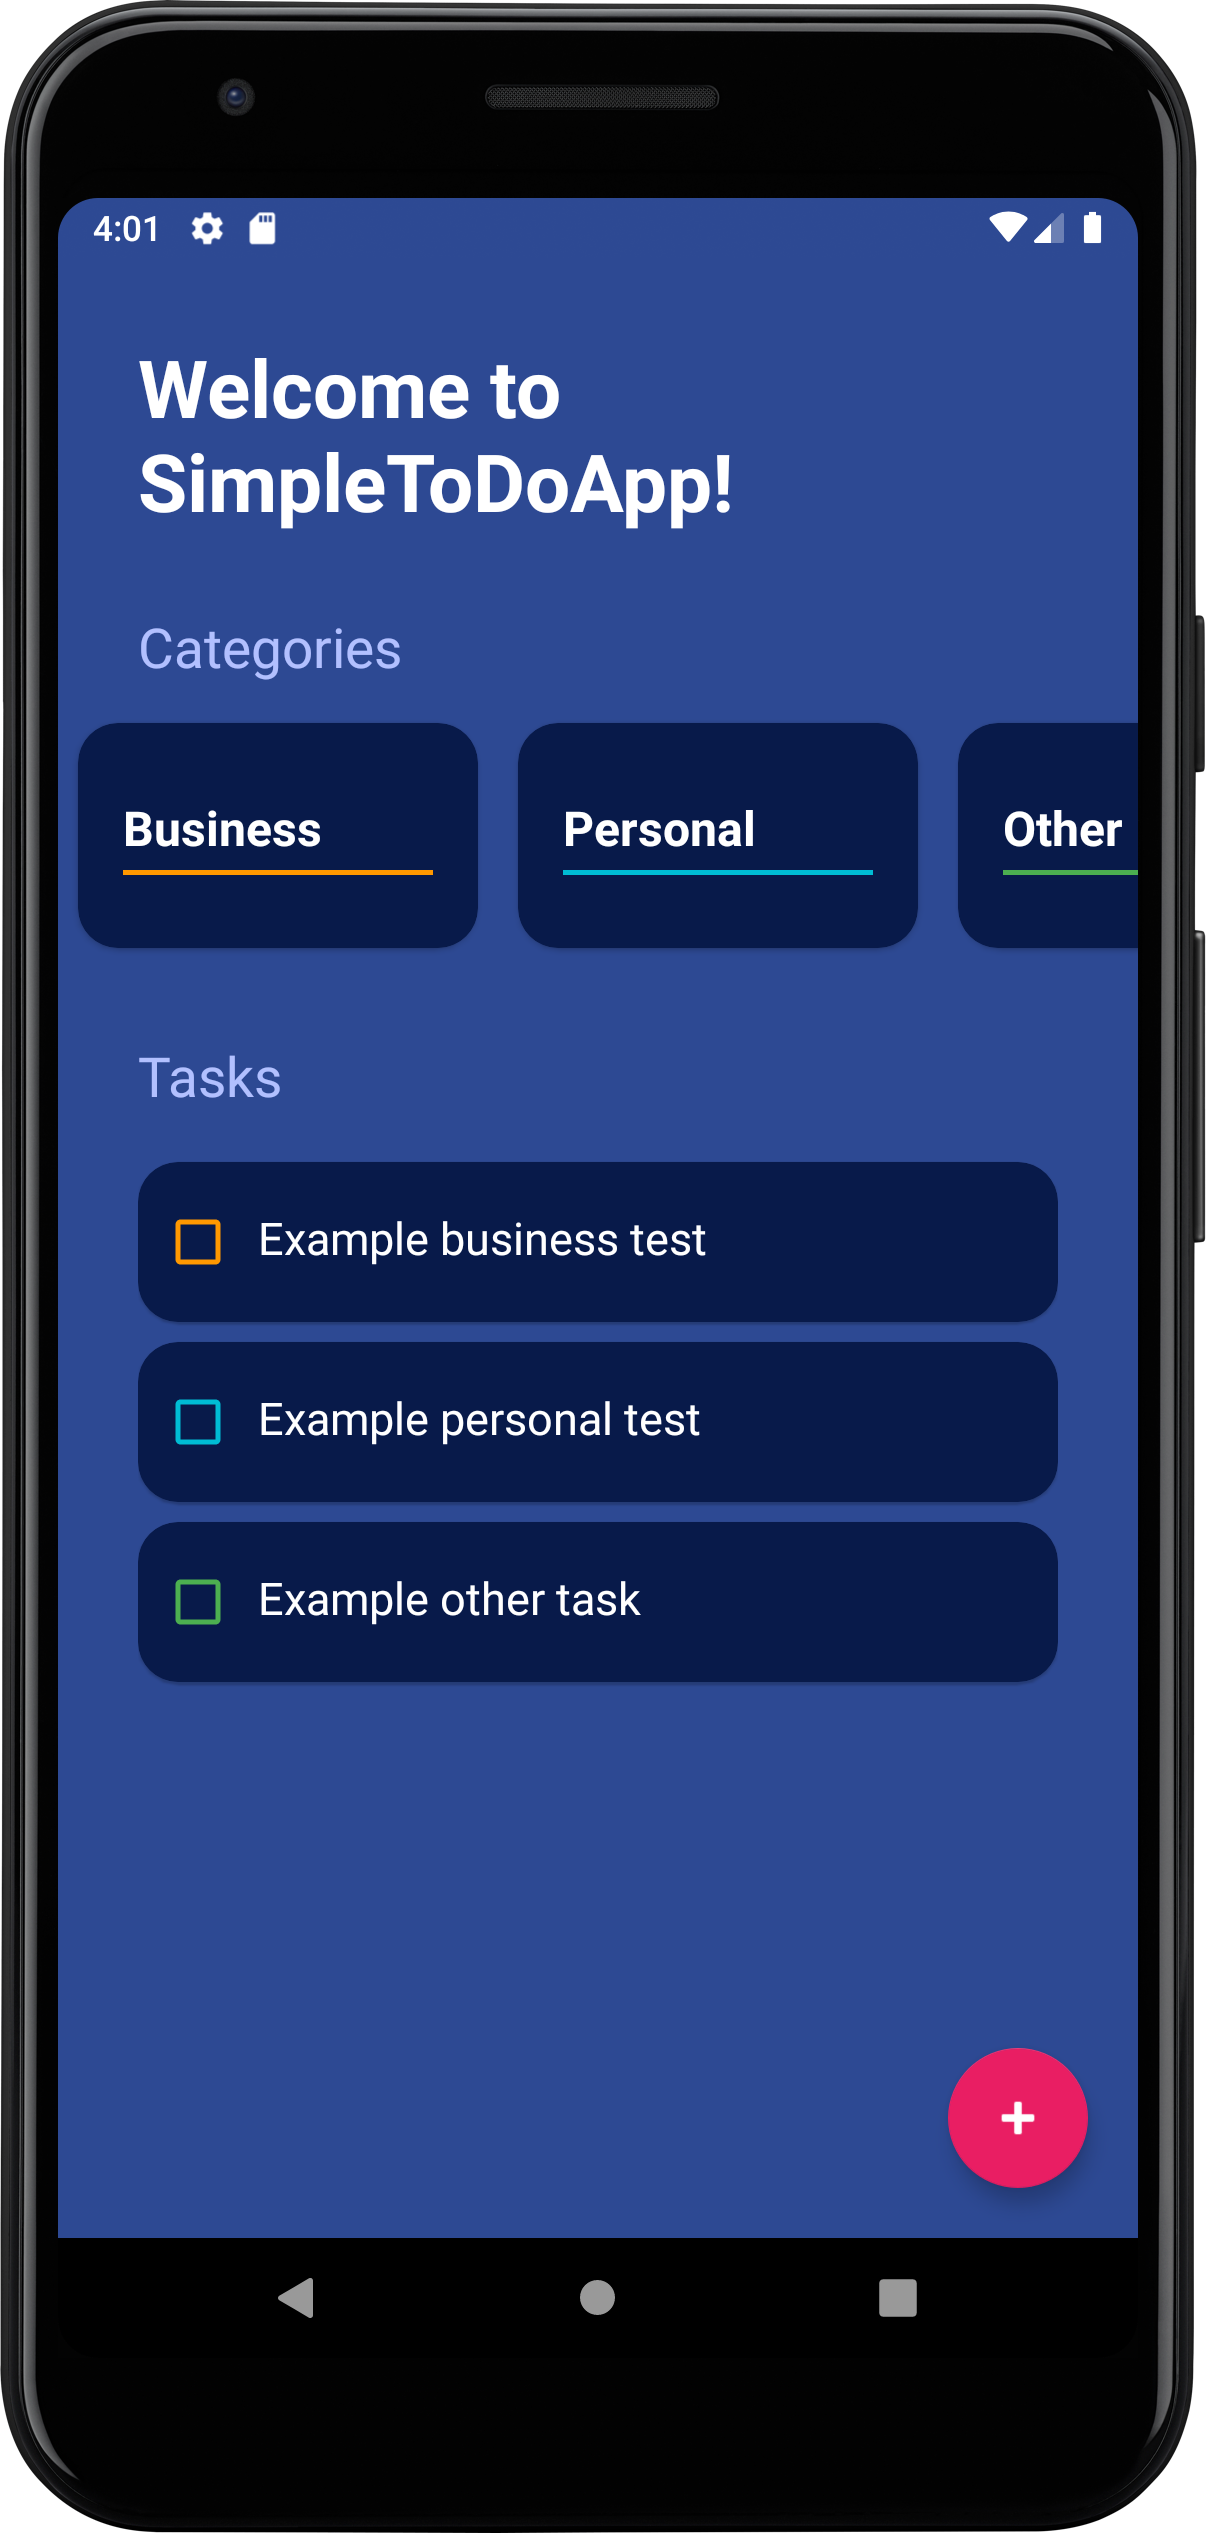 4:01
Welcome to
SimpleToDoApp!
Categories
Business
Personal
Other
Tasks
Example business test
Example personal test
Example other task